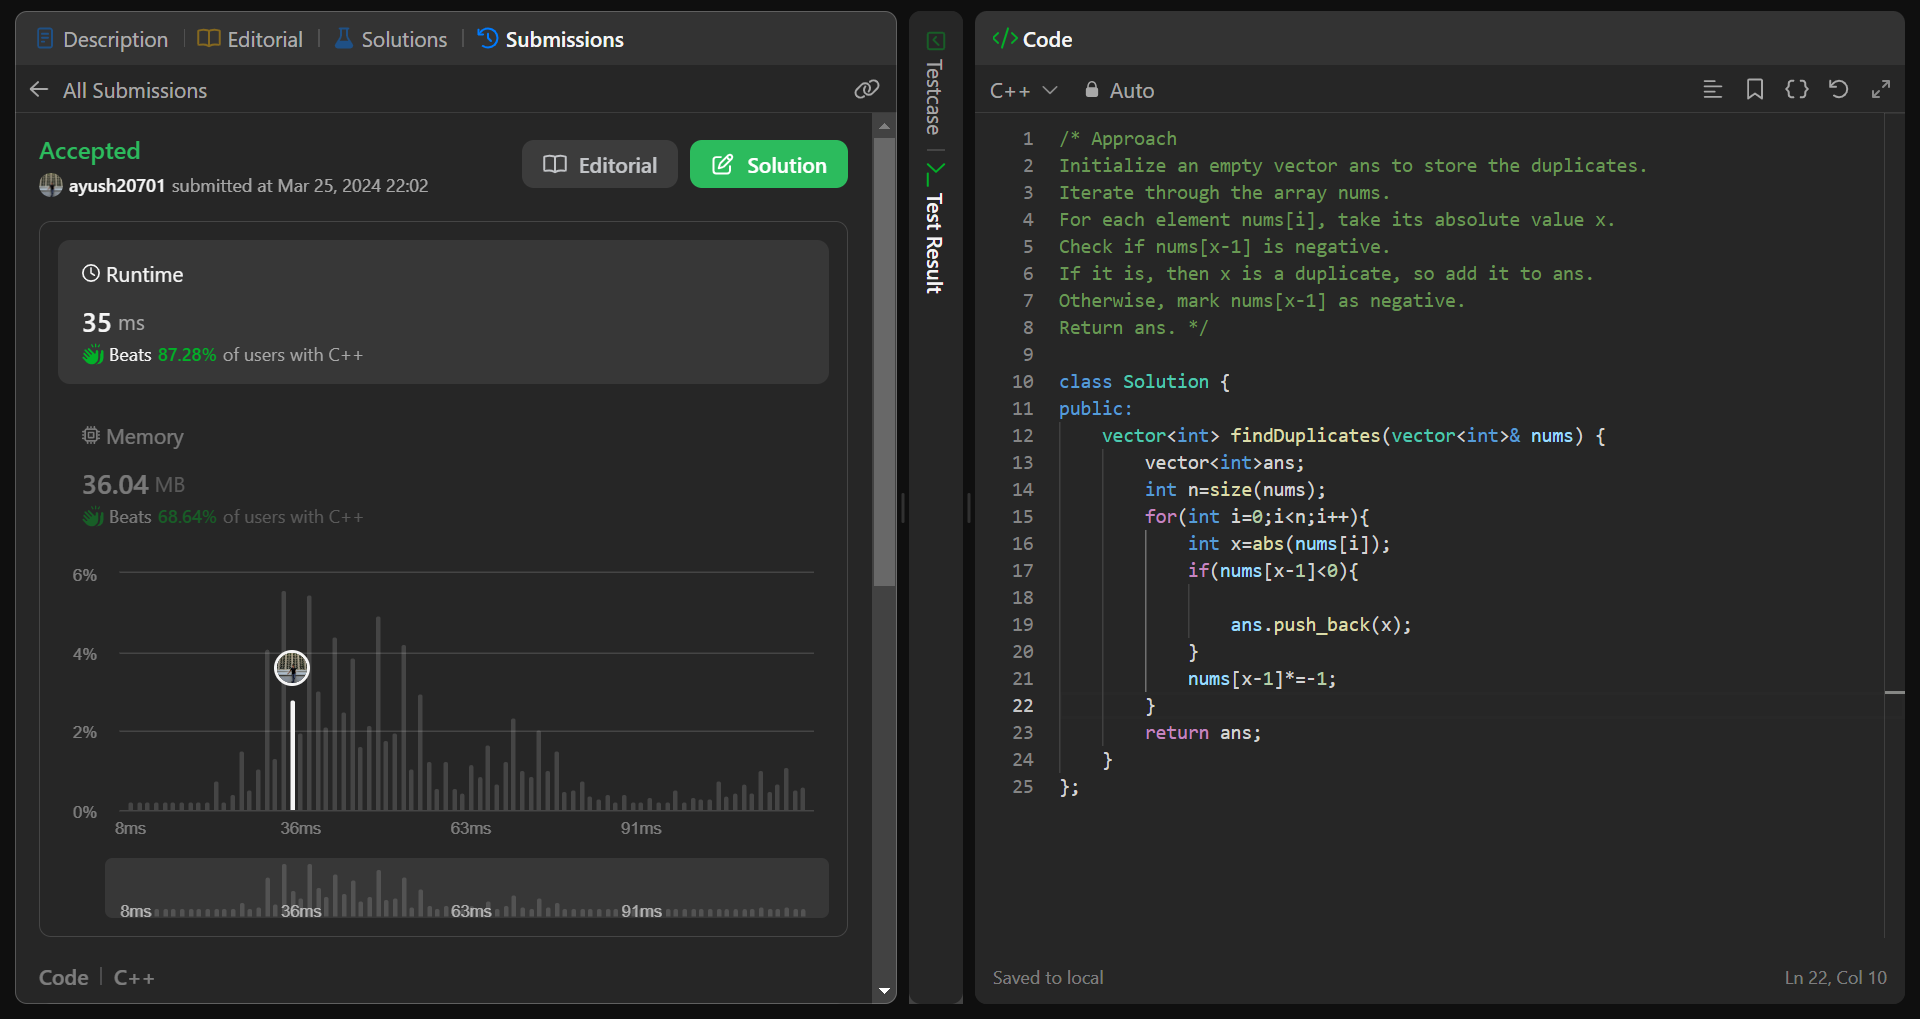 Description
Editorial
Solutions
Submissions
All Submissions
Accepted
ayush20701 submitted at Mar 25, 2024 22:02
Editorial
Solution
Runtime
35 ms
Beats 87.28% of users with C++
Memory
36.04 MB
Beats 68.64% of users with C++
6%
4%
2%
0%
8ms
36ms
63ms
91ms
8ms
36ms
63ms
91ms
Code
C++
Testcase
Test Result
Code
C++
Auto
1 /* Approach
2 Initialize an empty vector ans to store the duplicates.
3 Iterate through the array nums.
4 For each element nums[i], take its absolute value x.
5 Check if nums[x-1] is negative.
6 If it is, then x is a duplicate, so add it to ans.
7 Otherwise, mark nums[x-1] as negative.
8 Return ans. */
9
10 class Solution {
11 public:
12     vector<int> findDuplicates(vector<int>& nums) {
13         vector<int>ans;
14         int n=size(nums);
15         for(int i=0;i<n;i++){
16             int x=abs(nums[i]);
17             if(nums[x-1]<0){
18
19                 ans.push_back(x);
20             }
21             nums[x-1]*=-1;
22         }
23         return ans;
24     }
25 };
Saved to local
Ln 22, Col 10